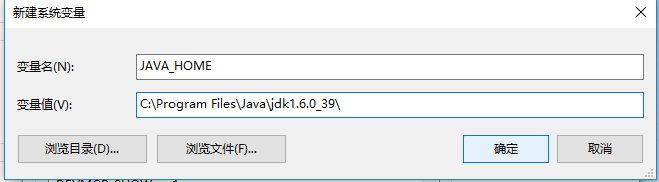 新建系统变量
变量名(N): JAVA_HOME
变量值(V): C:\Program Files\Java\jdk1.6.0_39\
浏览目录(D)... 浏览文件(F)... 确定 取消